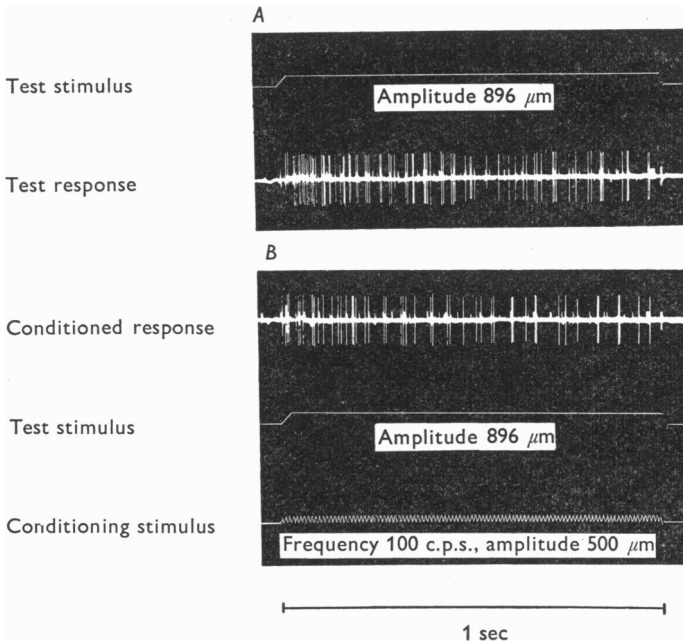 A
Test stimulus
Amplitude 896 μm
Test response
B
Conditioned response
Test stimulus
Amplitude 896 μm
Conditioning stimulus
Frequency 100 c.p.s., amplitude 500 μm
1 sec